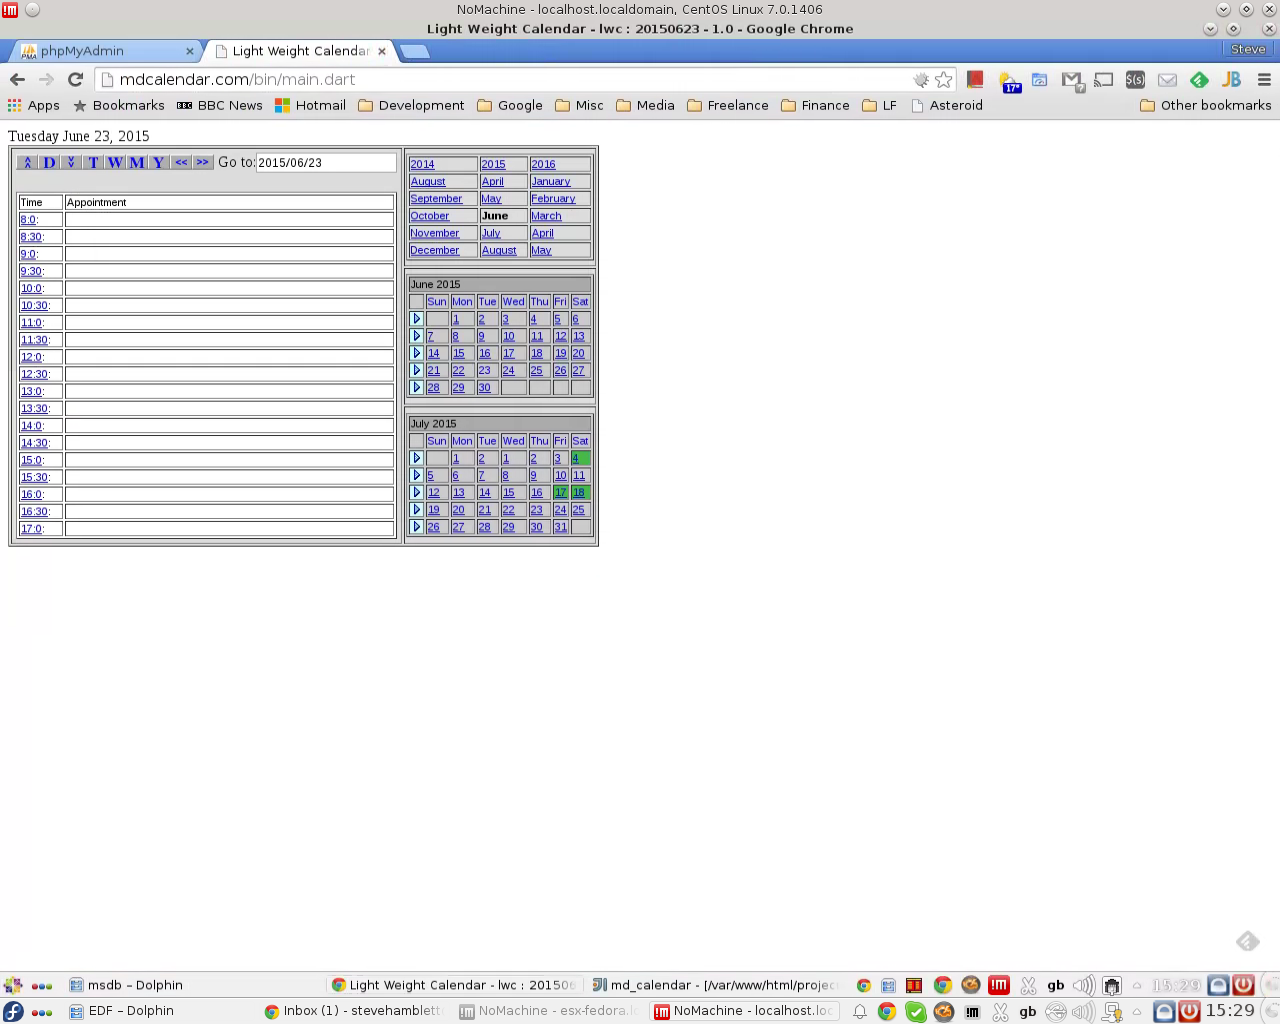 NoMachine - localhost.localdomain, CentOS Linux 7.0.1406
Light Weight Calendar - lwc : 20150623 - 1.0 - Google Chrome
phpMyAdmin
Light Weight Calendar
Steve
mdcalendar.com/bin/main.dart
17°
$(s)
JB
Apps Bookmarks BBC News Hotmail Development Google Misc Media Freelance Finance LF Asteroid Other bookmarks
Tuesday June 23, 2015
D T W M Y << >> Go to: 2015/06/23
Time Appointment
8:0:
8:30:
9:0:
9:30:
10:0:
10:30:
11:0:
11:30:
12:0:
12:30:
13:0:
13:30:
14:0:
14:30:
15:0:
15:30:
16:0:
16:30:
17:0:
2014 2015 2016
August April January
September May February
October June March
November July April
December August May
June 2015
Sun Mon Tue Wed Thu Fri Sat
1 2 3 4 5 6
7 8 9 10 11 12 13
14 15 16 17 18 19 20
21 22 23 24 25 26 27
28 29 30
July 2015
Sun Mon Tue Wed Thu Fri Sat
1 2 1 2 3 4
5 6 7 8 9 10 11
12 13 14 15 16 17 18
19 20 21 22 23 24 25
26 27 28 29 30 31
msdb – Dolphin
Light Weight Calendar - lwc : 201506
md_calendar - [/var/www/html/projec
gb
15:29
EDF – Dolphin
Inbox (1) - stevehamblett
NoMachine - esx-fedora.lo
NoMachine - localhost.loc
gb
15:29